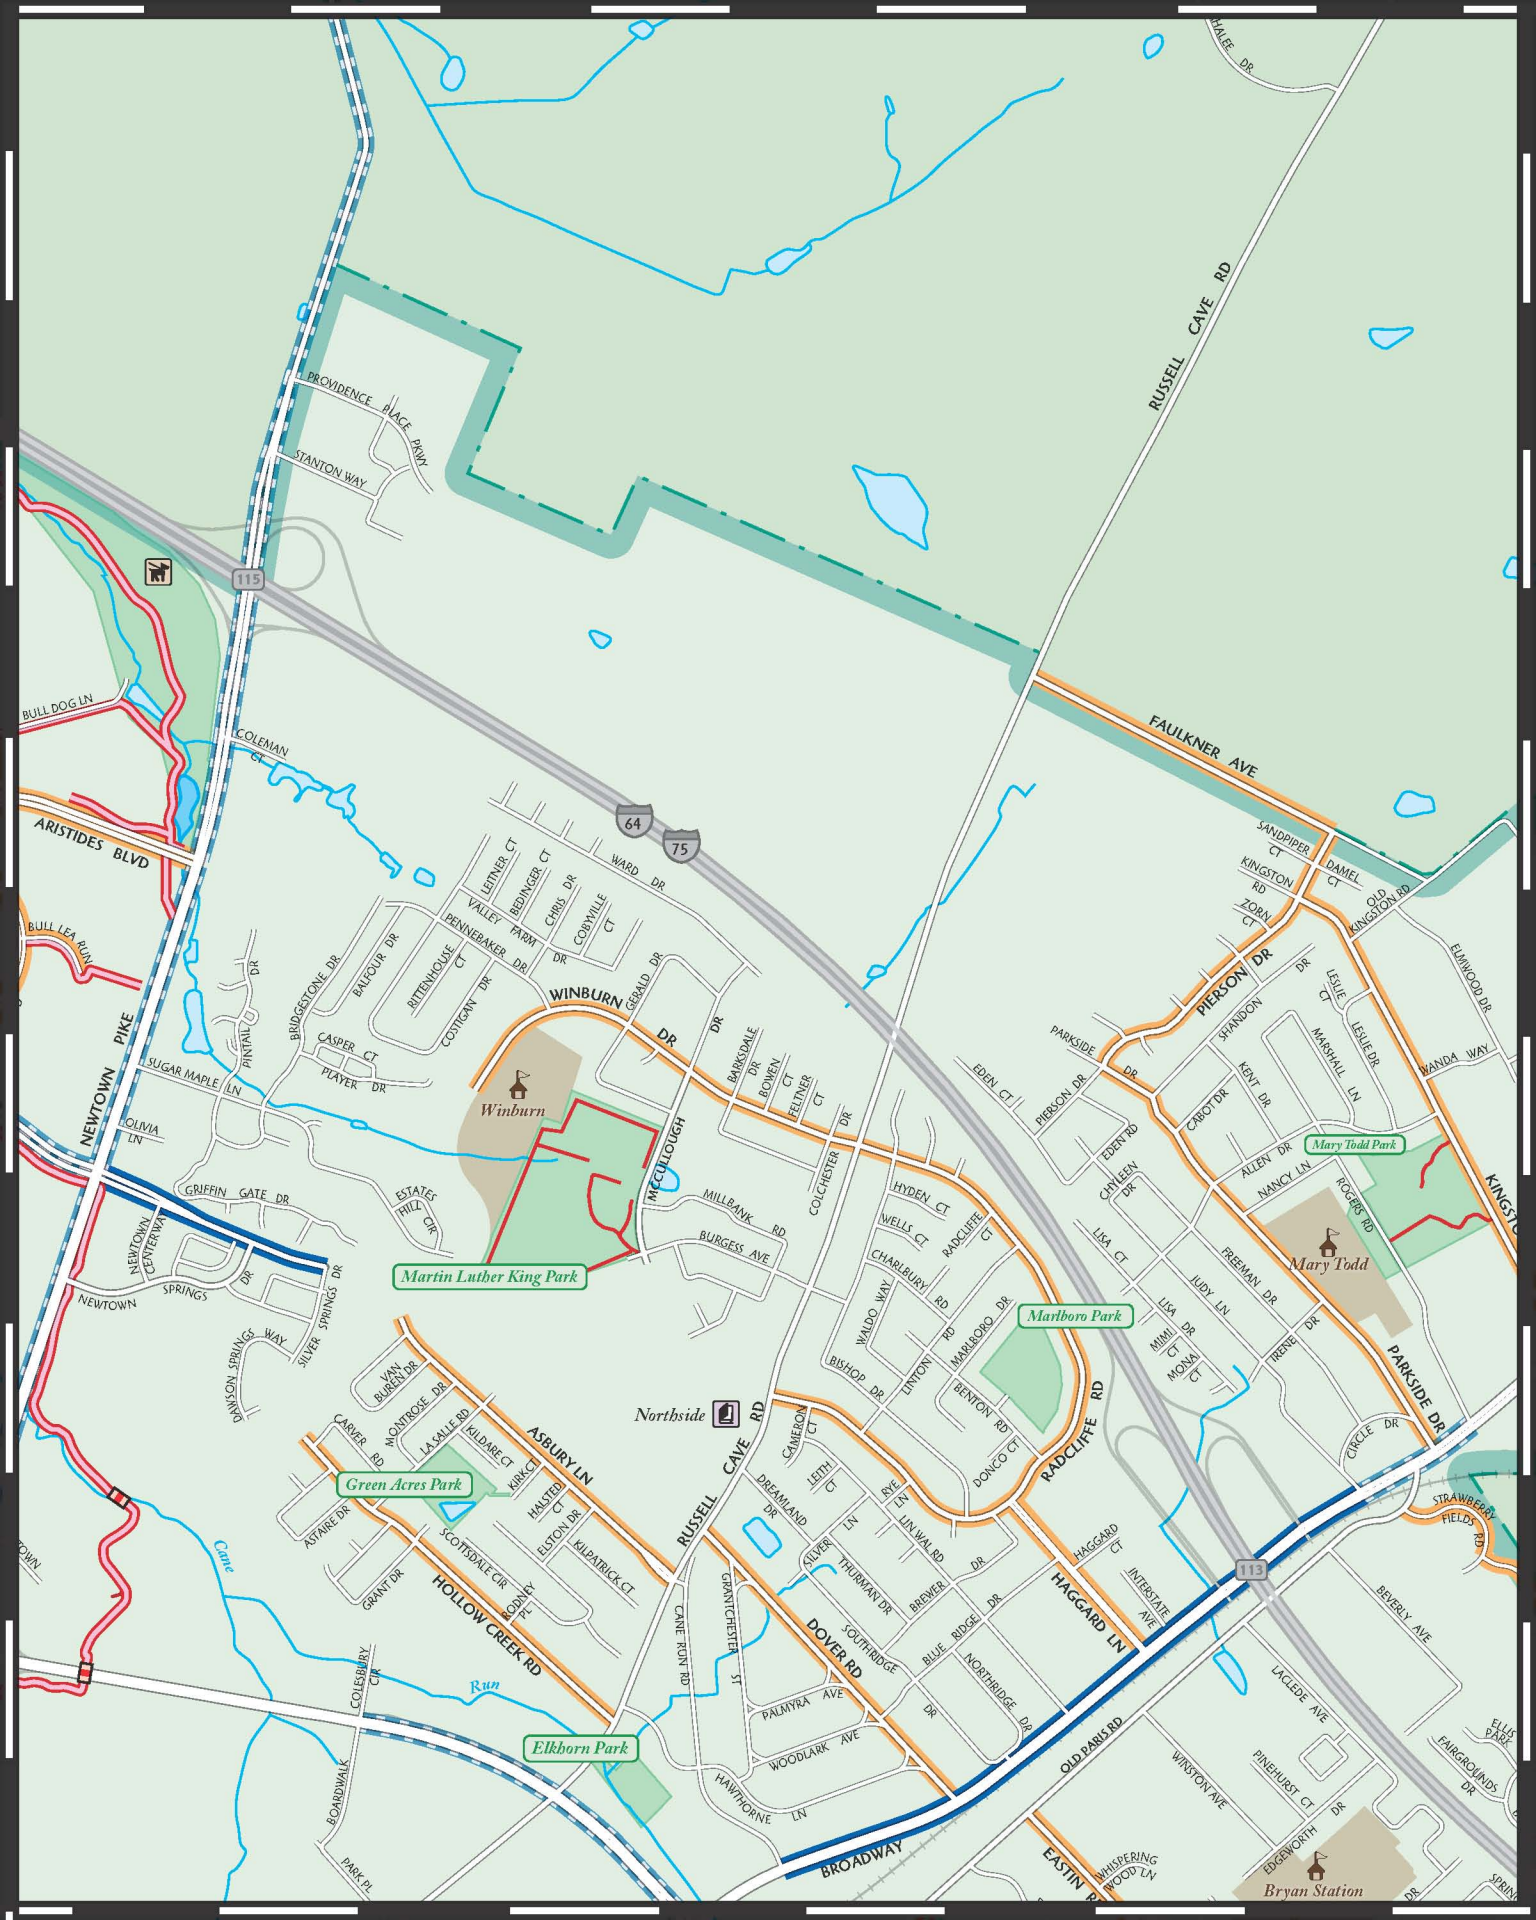 DR
RUSSELL CAVE RD
PROVIDENCE PLACE PKWY
STANTON WAY
115
BULL DOG LN
COLEMAN CT
FAULKNER AVE
64
75
ARISTIDES BLVD
SANDPIPER CT
DAMEL CT
KINGSTON RD
OLD KINGSTON RD
ZORN CT
LEITNER CT
BEDINGER CT
CHRIS DR
COBYVILLE CT
WARD DR
VALLEY FARM DR
PENNEBAKER DR
BULL LEA RUN
DR
BRIDGESTONE DR
BALFOUR DR
RITTENHOUSE CT
COSTIGAN DR
GERALD DR
WINBURN DR
DR
PIERSON DR
SHANDON DR
LESLIE CT
LESLIE DR
ELMWOOD DR
NEWTOWN PIKE
PINTAIL
CASPER CT
PLAYER DR
SUGAR MAPLE LN
OLIVIA LN
Winburn
BARKSDALE DR
BOWEN CT
FELTNER CT
EDEN CT
PARKSIDE DR
PIERSON DR
MARSHALL LN
WANDA WAY
KENT DR
CABOT DR
EDEN RD
Mary Todd Park
ALLEN DR
NANCY LN
CHYLEEN DR
ROGERS RD
KINGSTON
GRIFFIN GATE DR
ESTATES HILL CIR
MCCULLOUGH
COLCHESTER DR
MILLBANK RD
BURGESS AVE
HYDEN CT
WELLS CT
RADCLIFFE CT
CHARLBURY RD
WALDO WAY
LISA CT
FREEMAN DR
JUDY LN
Mary Todd
NEWTOWN CENTER WAY
NEWTOWN SPRINGS DR
SILVER SPRINGS DR
DAWSON SPRINGS WAY
Martin Luther King Park
Marlboro Park
MARLBORO DR
LINTON RD
BISHOP DR
BENTON RD
LISA DR
MIMI CT
MONA CT
IRENE DR
PARKSIDE DR
CIRCLE DR
VAN BUREN DR
MONTROSE DR
LA SALLE RD
CARVER RD
KILDARE CT
KIRK CT
ASBURY LN
HALSTED CT
ELSTON DR
KILPATRICK CT
Northside
RUSSELL CAVE RD
CAMERON CT
DONCO CT
RADCLIFFE RD
Green Acres Park
ASTAIRE DR
SCOTTSDALE CIR
GRANT DR
HOLLOW CREEK RD
RODNEY PL
DREAMLAND DR
LEITH CT
RYE LN
LIN WAL RD
SILVER LN
THURMAN DR
BREWER DR
HAGGARD CT
HAGGARD LN
INTERSTATE AVE
113
STRAWBERRY FIELDS RD
BEVERLY AVE
Cane
Run
COLESBURY CIR
CANE RUN RD
GRANTCHESTER ST
DOVER RD
SOUTHRIDGE DR
BLUE RIDGE DR
NORTHRIDGE DR
PALMYRA AVE
WOODLARK AVE
HAWTHORNE LN
Elkhorn Park
BOARDWALK
PARK PL
BROADWAY
OLD PARIS RD
LACLEDE AVE
WINSTON AVE
PINEHURST CT
ELLIS PARK
FAIRGROUNDS DR
EDGEWORTH DR
EASTIN
WHISPERING WOOD LN
Bryan Station
DR